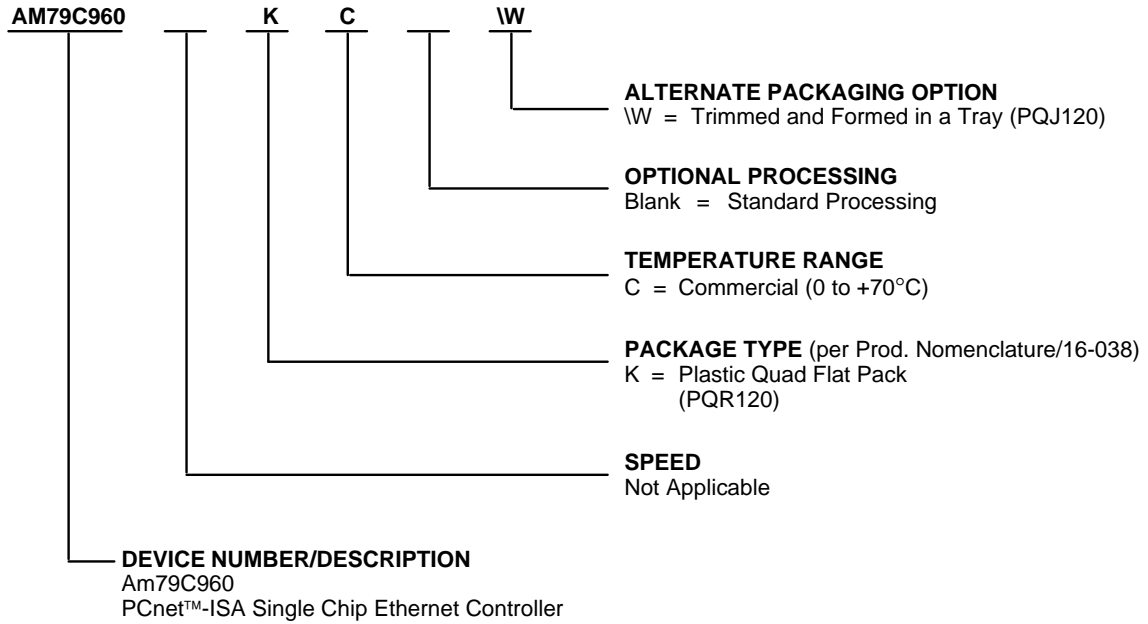 AM79C960 K C \W
ALTERNATE PACKAGING OPTION
\W = Trimmed and Formed in a Tray (PQJ120)
OPTIONAL PROCESSING
Blank = Standard Processing
TEMPERATURE RANGE
C = Commercial (0 to +70°C)
PACKAGE TYPE (per Prod. Nomenclature/16-038)
K = Plastic Quad Flat Pack
(PQR120)
SPEED
Not Applicable
DEVICE NUMBER/DESCRIPTION
Am79C960
PCnet™-ISA Single Chip Ethernet Controller